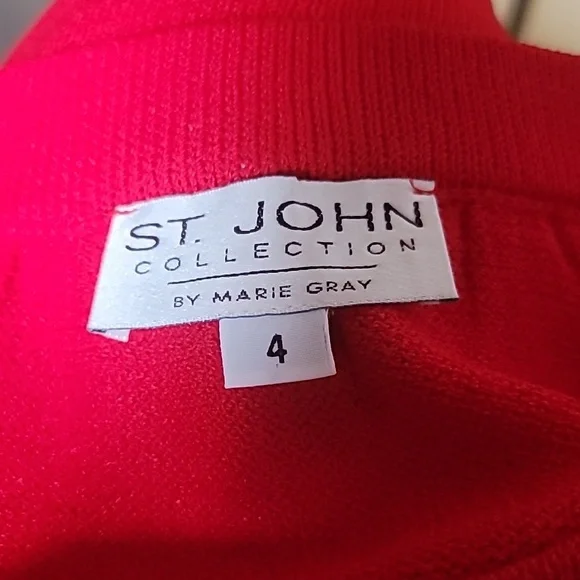 ST. JOHN
COLLECTION
BY MARIE GRAY
4